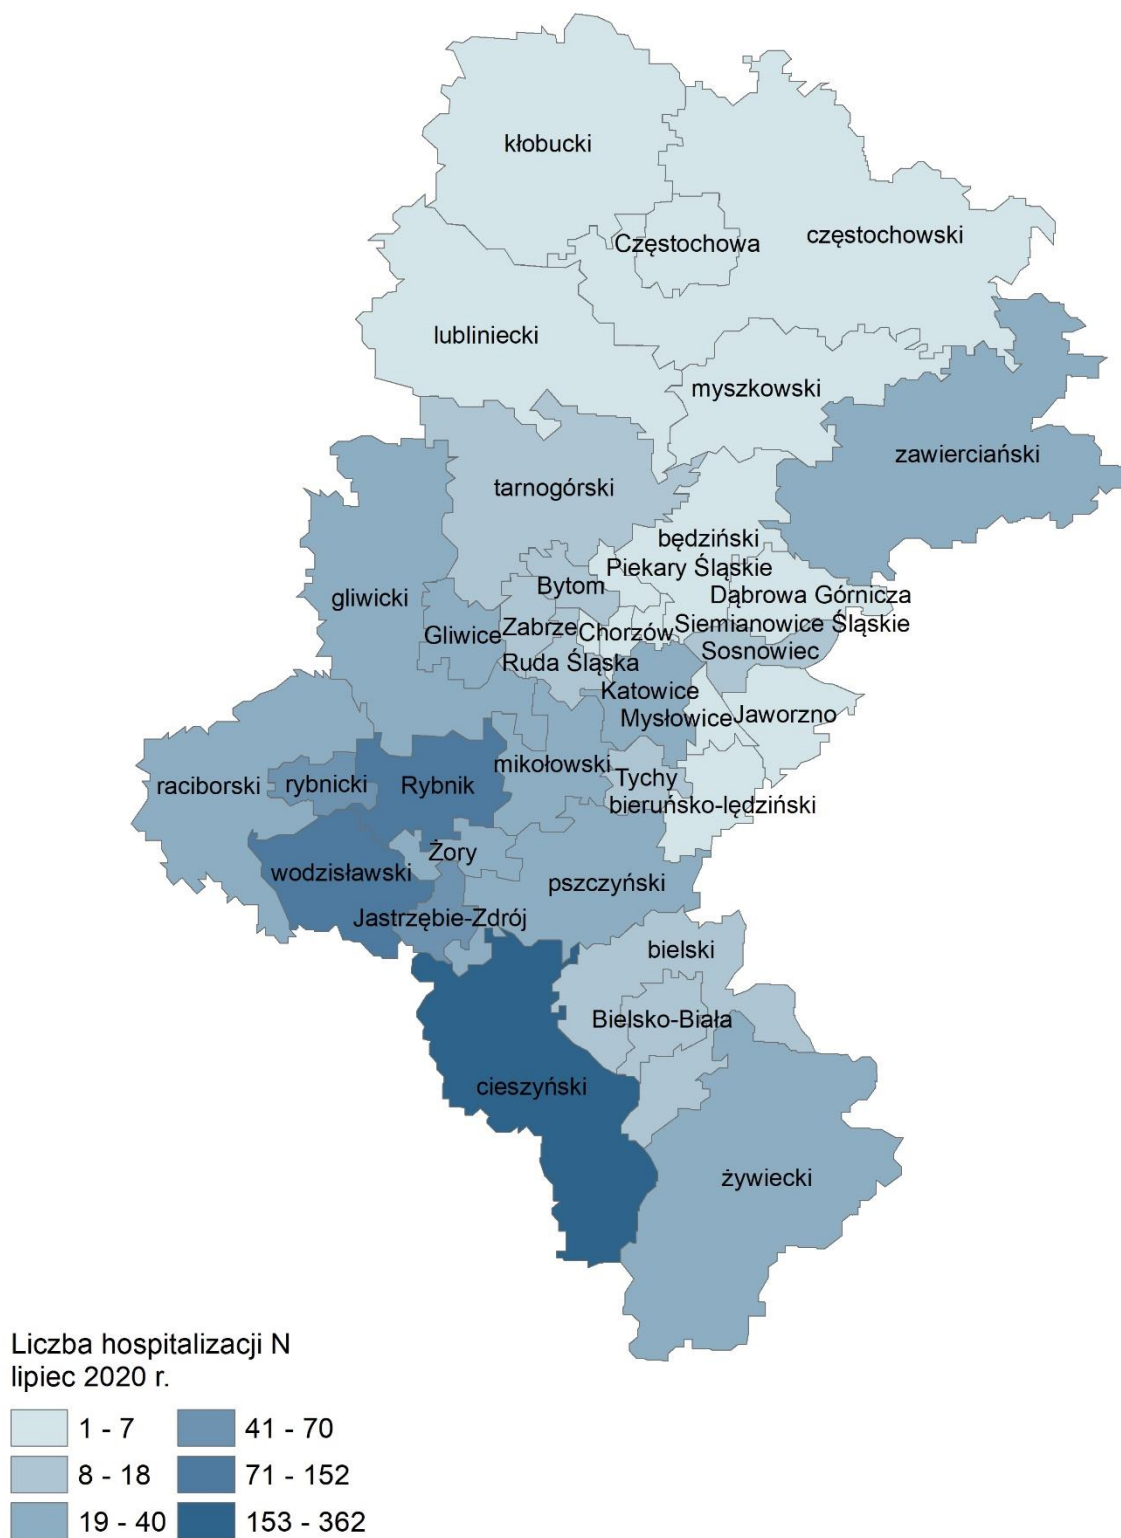 kłobucki
Częstochowa
częstochowski
lubliniecki
myszkowski
zawierciański
tarnogórski
będziński
Piekary Śląskie
Bytom
Dąbrowa Górnicza
gliwicki
Gliwice
Zabrze
Chorzów
Siemianowice Śląskie
Sosnowiec
Ruda Śląska
Katowice
Mysłowice
Jaworzno
raciborski
rybnicki
Rybnik
mikołowski
Tychy
bieruńsko-lędziński
Żory
wodzisławski
pszczyński
Jastrzębie-Zdrój
bielski
Bielsko-Biała
cieszyński
żywiecki
Liczba hospitalizacji N
lipiec 2020 r.
1 - 7
8 - 18
19 - 40
41 - 70
71 - 152
153 - 362